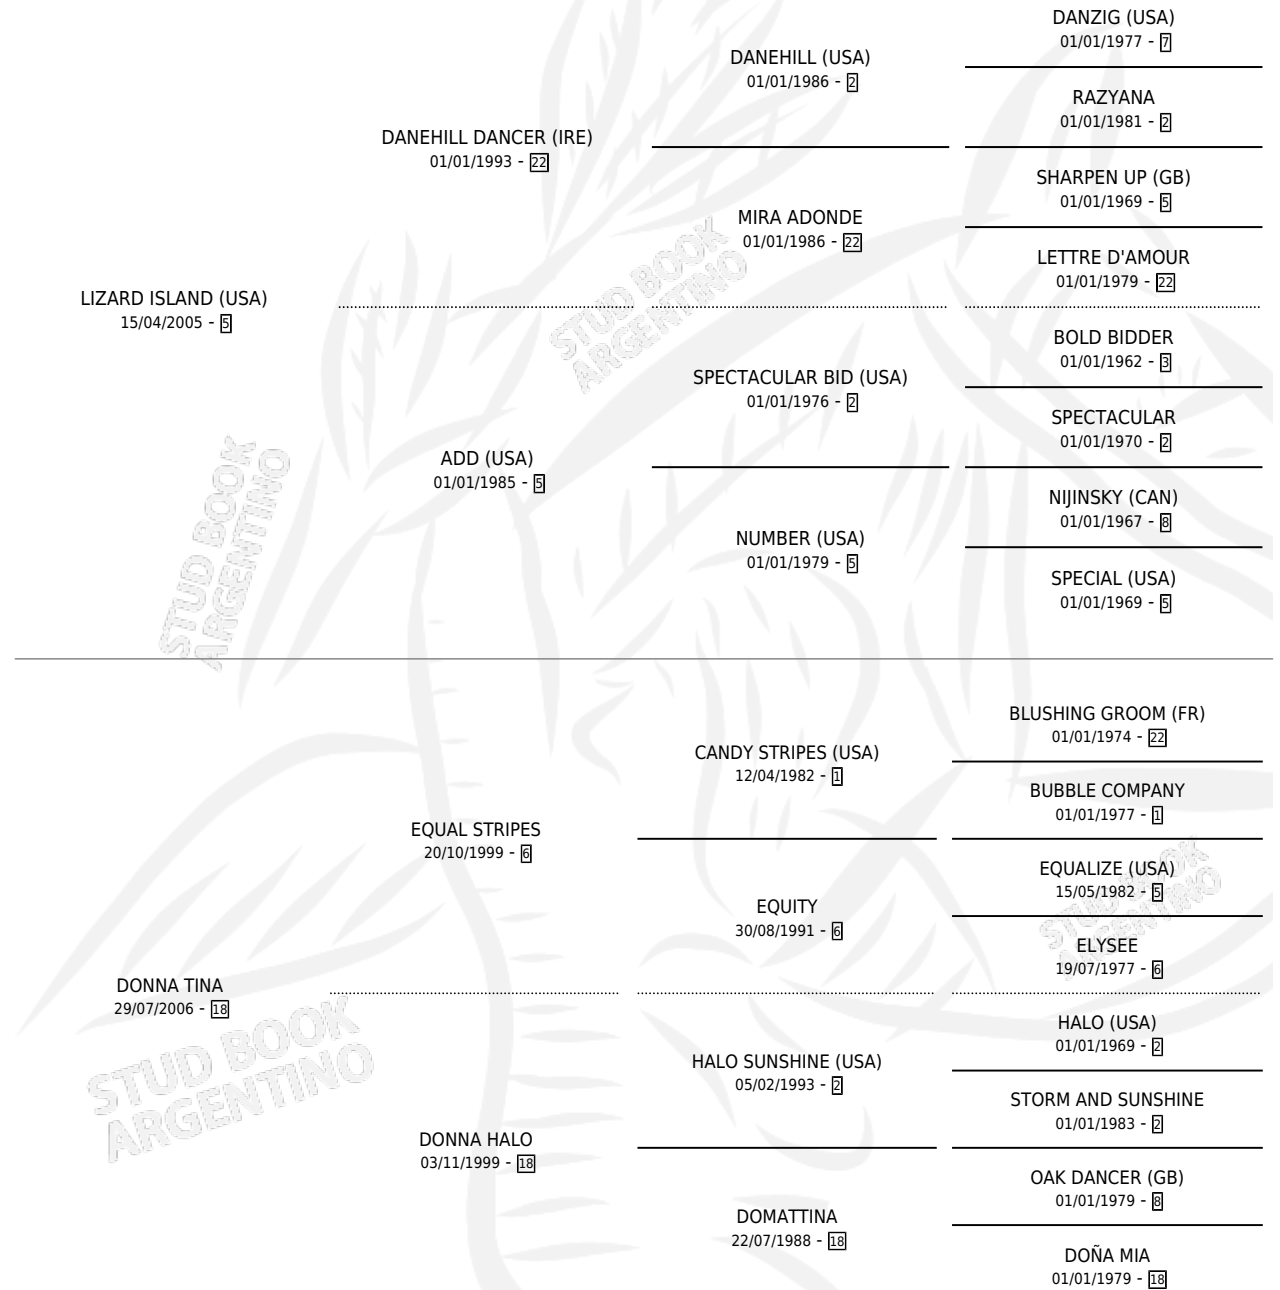 DANZIG (USA)
01/01/1977 - 7
DANEHILL (USA)
01/01/1986 - 2
RAZYANA
01/01/1981 - 2
DANEHILL DANCER (IRE)
01/01/1993 - 22
SHARPEN UP (GB)
01/01/1969 - 5
MIRA ADONDE
01/01/1986 - 22
LETTRE D'AMOUR
01/01/1979 - 22
LIZARD ISLAND (USA)
15/04/2005 - 5
BOLD BIDDER
01/01/1962 - 3
SPECTACULAR BID (USA)
01/01/1976 - 2
SPECTACULAR
01/01/1970 - 2
ADD (USA)
01/01/1985 - 5
NIJINSKY (CAN)
01/01/1967 - 8
NUMBER (USA)
01/01/1979 - 5
SPECIAL (USA)
01/01/1969 - 5
BLUSHING GROOM (FR)
01/01/1974 - 22
CANDY STRIPES (USA)
12/04/1982 - 1
BUBBLE COMPANY
01/01/1977 - 1
EQUAL STRIPES
20/10/1999 - 6
EQUALIZE (USA)
15/05/1982 - 5
EQUITY
30/08/1991 - 6
ELYSEE
19/07/1977 - 6
DONNA TINA
29/07/2006 - 18
HALO (USA)
01/01/1969 - 2
HALO SUNSHINE (USA)
05/02/1993 - 2
STORM AND SUNSHINE
01/01/1983 - 2
DONNA HALO
03/11/1999 - 18
OAK DANCER (GB)
01/01/1979 - 8
DOMATTINA
22/07/1988 - 18
DOÑA MIA
01/01/1979 - 18
STUD BOOK
ARGENTINO
STUD BOOK
ARGENTINO
STUD BOOK
ARGENTINO
STUD BOOK
ARGENTINO